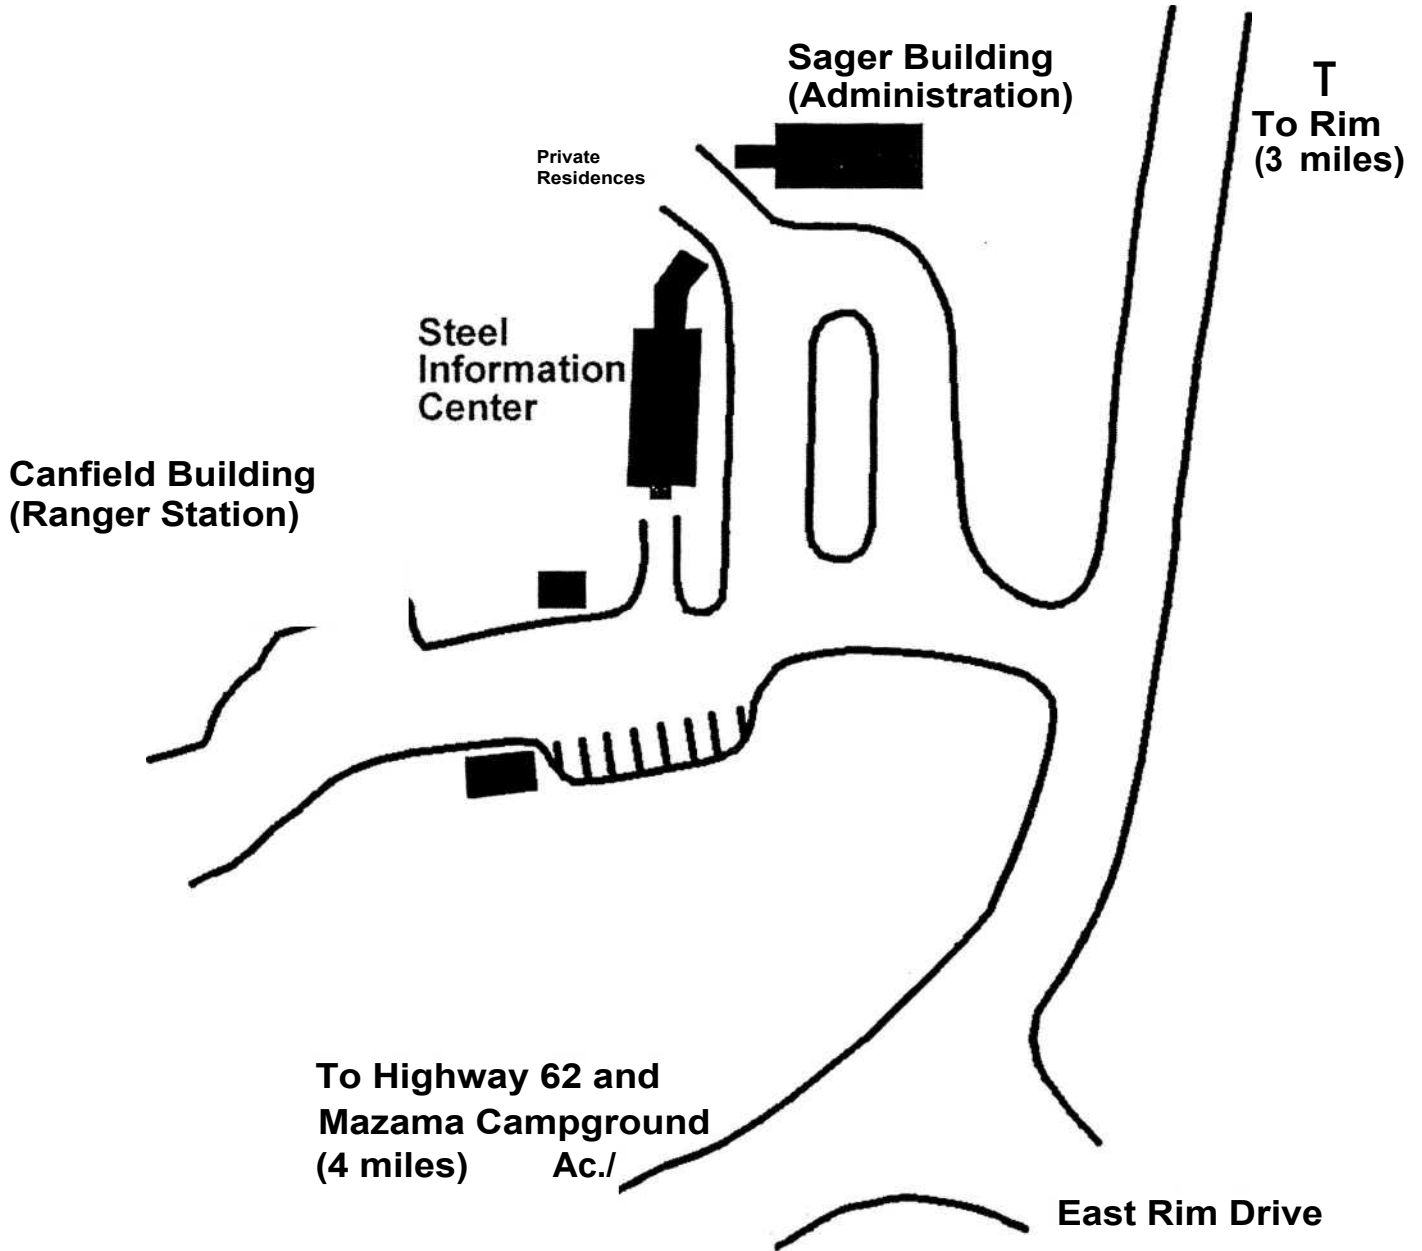 Sager Building
(Administration)
T
To Rim
(3 miles)
Private
Residences
Steel
Information
Center
Canfield Building
(Ranger Station)
To Highway 62 and
Mazama Campground
(4 miles) Ac./
East Rim Drive